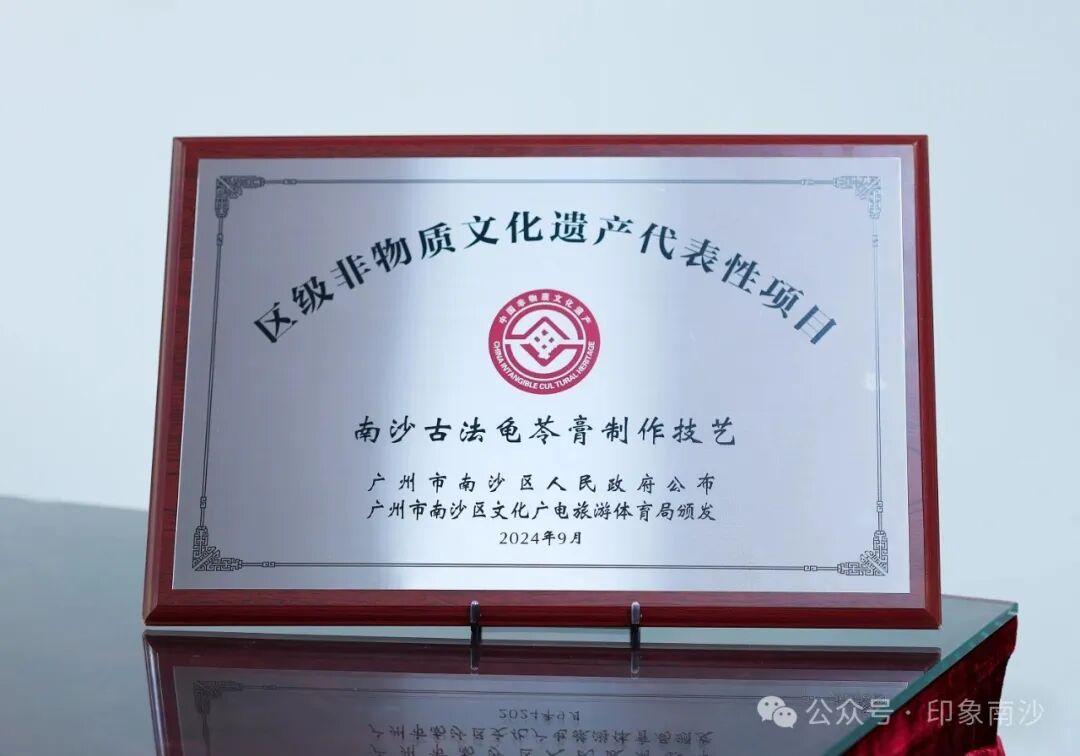 区级非物质文化遗产代表性项目
中国非物质文化遗产
CHINA INTANGIBLE CULTURAL HERITAGE
南沙古法龟苓膏制作技艺
广州市南沙区人民政府公布
广州市南沙区文化广电旅游体育局颁发
2024年9月
公众号·印象南沙